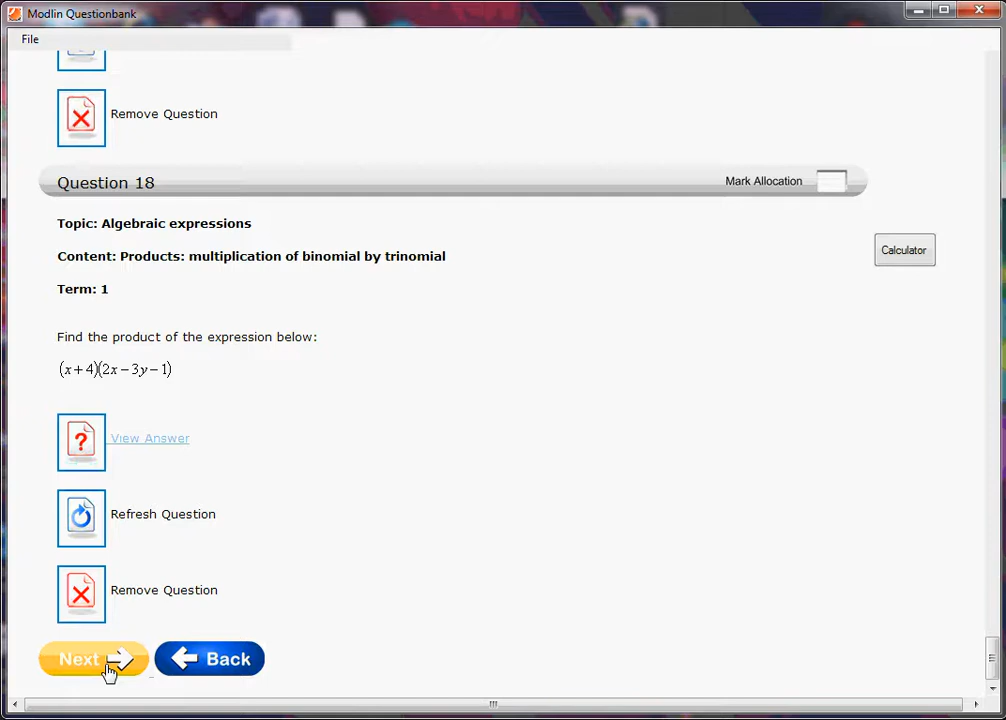 Modlin Questionbank
File
Remove Question
Question 18
Mark Allocation
Topic: Algebraic expressions
Content: Products: multiplication of binomial by trinomial
Calculator
Term: 1
Find the product of the expression below:
(x+4)(2x−3y−1)
? View Answer
Refresh Question
Remove Question
Next Back